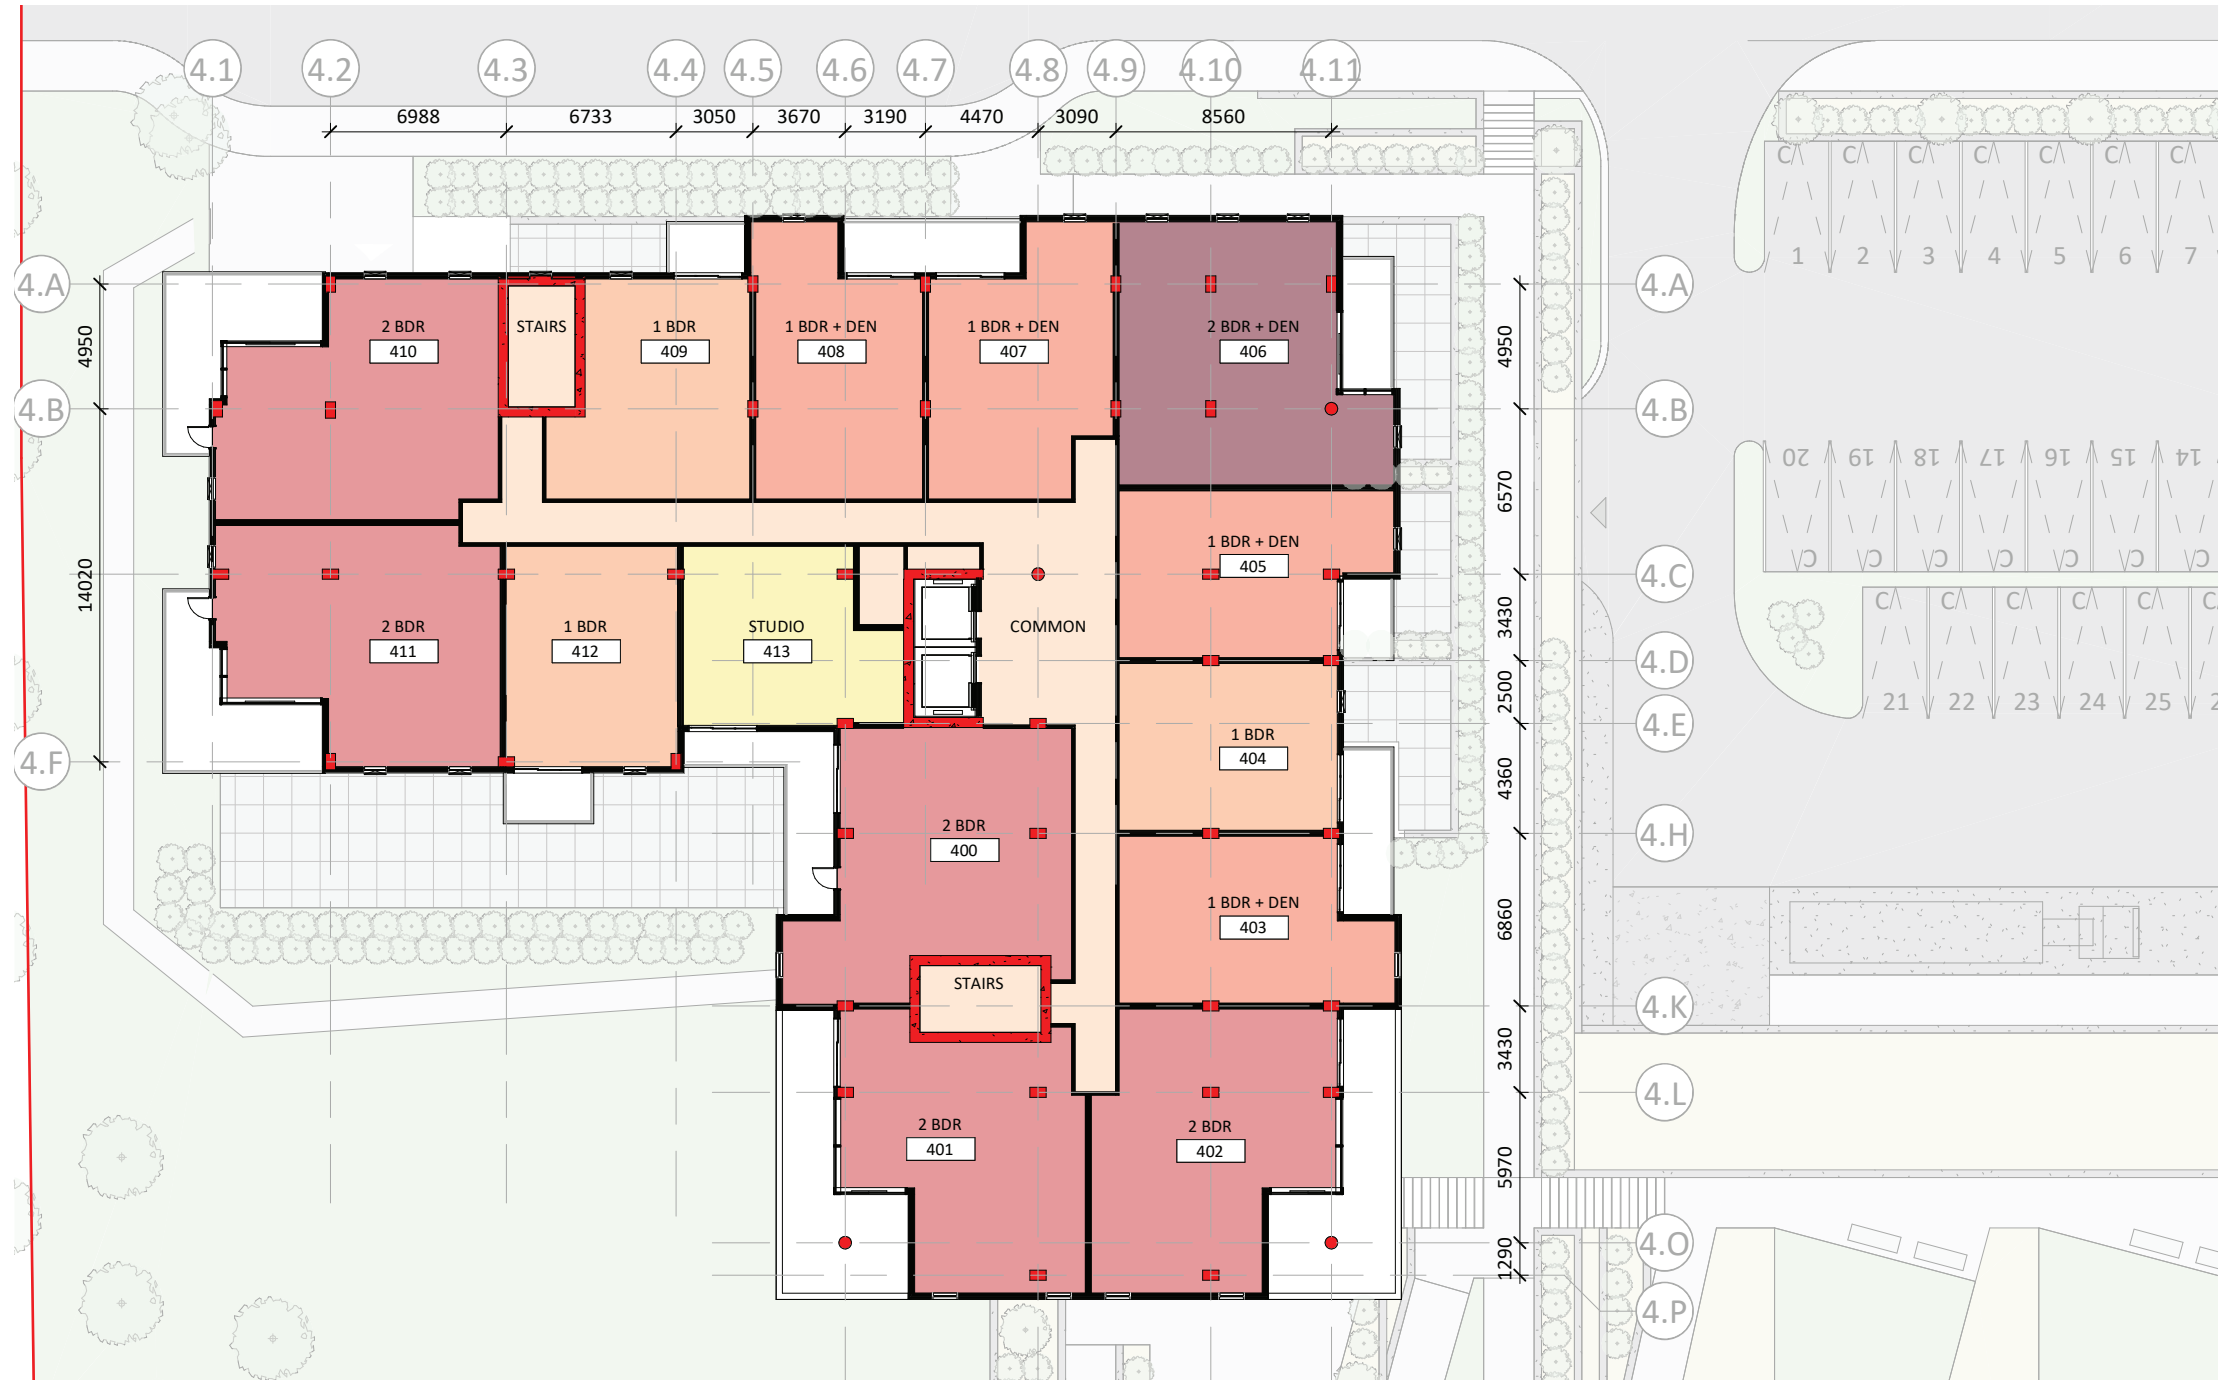 4.1 4.2 4.3 4.4 4.5 4.6 4.7 4.8 4.9 4.10 4.11
6988 6733 3050 3670 3190 4470 3090 8560
C C C C C C C
1 2 3 4 5 6 7
4.A 4.A
4950 4950
2 BDR
410
STAIRS
1 BDR
409
1 BDR + DEN
408
1 BDR + DEN
407
2 BDR + DEN
406
4.B 4.B
20 19 18 17 16 15 14
C C C C C C C
6570
14020
1 BDR + DEN
405
4.C 4.C
C C C C C C
21 22 23 24 25 2
3430
2 BDR
411
1 BDR
412
STUDIO
413
COMMON
4.D
2500
4.E
4.F
1 BDR
404
4360
4.H
2 BDR
400
1 BDR + DEN
403
6860
STAIRS
4.K
3430
4.L
2 BDR
401
2 BDR
402
5970
4.O
1290
4.P